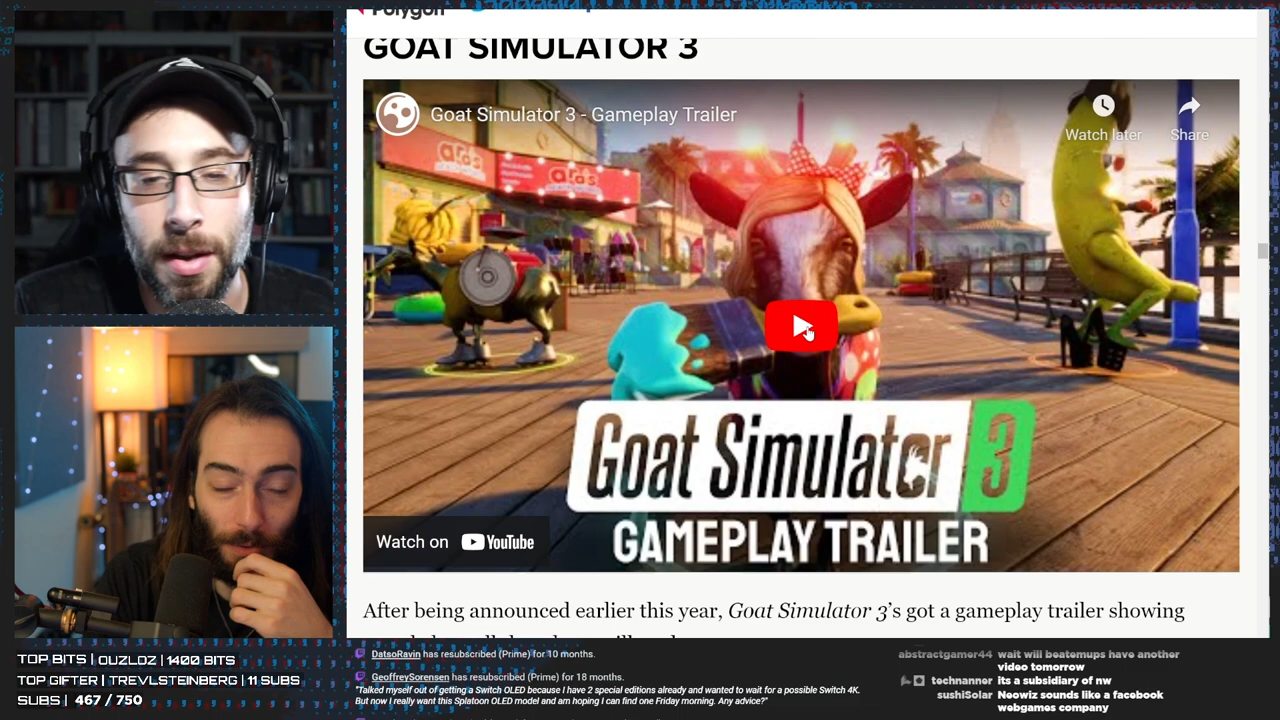 Polygon
GOAT SIMULATOR 3
Goat Simulator 3 - Gameplay Trailer
Watch later
Share
Goat Simulator 3
GAMEPLAY TRAILER
Watch on YouTube
After being announced earlier this year, Goat Simulator 3's got a gameplay trailer showing
TOP BITS | OUZLOZ | 1400 BITS
TOP GIFTER | TREVLSTEINBERG | 11 SUBS
SUBS | 467 / 750
DatsoRavin has resubscribed (Prime) for 10 months.
GeoffreySorensen has resubscribed (Prime) for 18 months.
"Talked myself out of getting a Switch OLED because I have 2 special editions already and wanted to wait for a possible Switch 4K.
But now I really want this Splatoon OLED model and am hoping I can find one Friday morning. Any advice?"
abstractgamer44 wait will beatemups have another
video tomorrow
technanner its a subsidiary of nw
sushiSolar Neowiz sounds like a facebook
webgames company